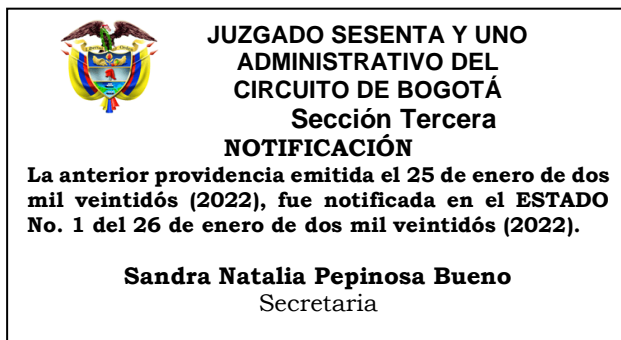 JUZGADO SESENTA Y UNO
ADMINISTRATIVO DEL
CIRCUITO DE BOGOTÁ
Sección Tercera
NOTIFICACIÓN
La anterior providencia emitida el 25 de enero de dos
mil veintidós (2022), fue notificada en el ESTADO
No. 1 del 26 de enero de dos mil veintidós (2022).
Sandra Natalia Pepinosa Bueno
Secretaria